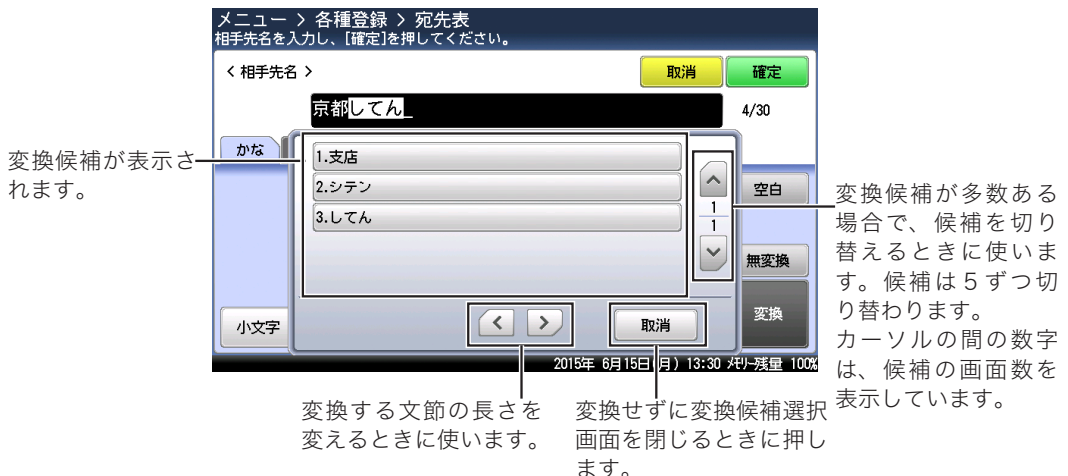 メニュー > 各種登録 > 宛先表
相手先名を入力し、[確定]を押してください。
< 相手先名 >
取消
確定
京都してん_
4/30
かな
1.支店
2.シテン
3.してん
1
1
空白
無変換
変換
小文字
< >
取消
2015年 6月15日(月) 13:30 メモリー残量 100%
変換候補が表示さ
れます。
変換候補が多数ある
場合で、候補を切り
替えるときに使いま
す。候補は5ずつ切
り替わります。
カーソルの間の数字
は、候補の画面数を
表示しています。
変換する文節の長さを
変えるときに使います。
変換せずに変換候補選択
画面を閉じるときに押し
ます。